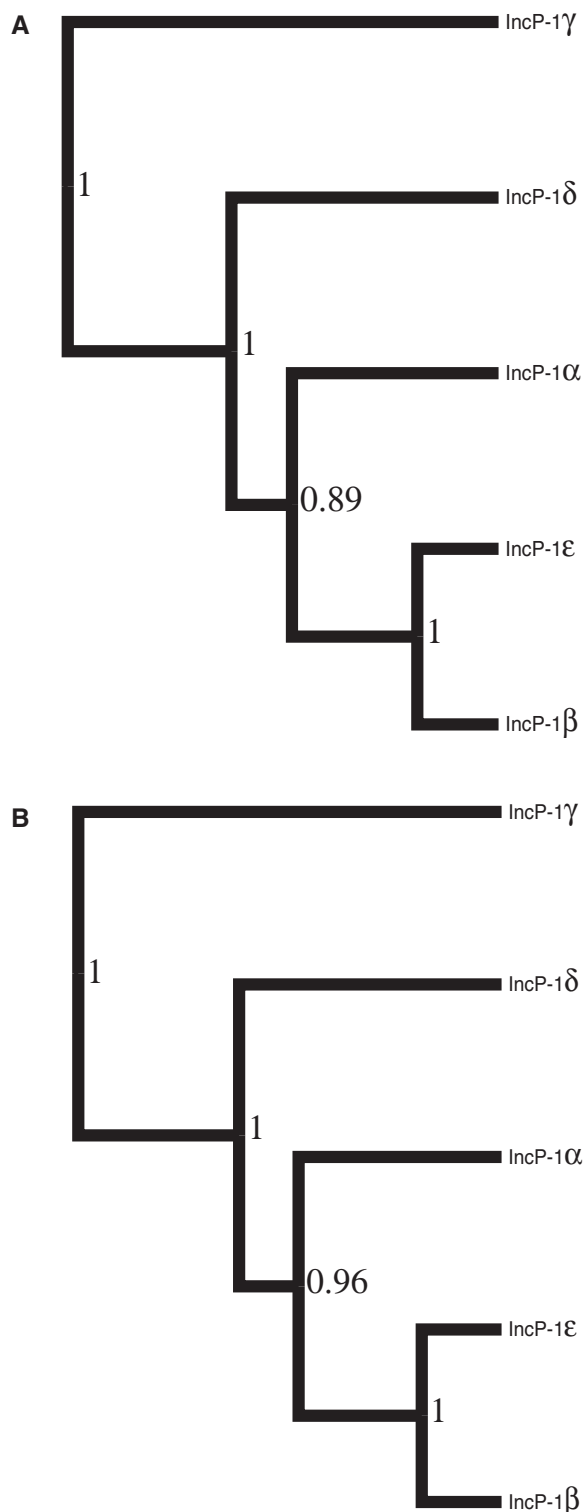 A
IncP-1γ
1
IncP-1δ
1
IncP-1α
0.89
IncP-1ε
1
IncP-1β
B
IncP-1γ
1
IncP-1δ
1
IncP-1α
0.96
IncP-1ε
1
IncP-1β